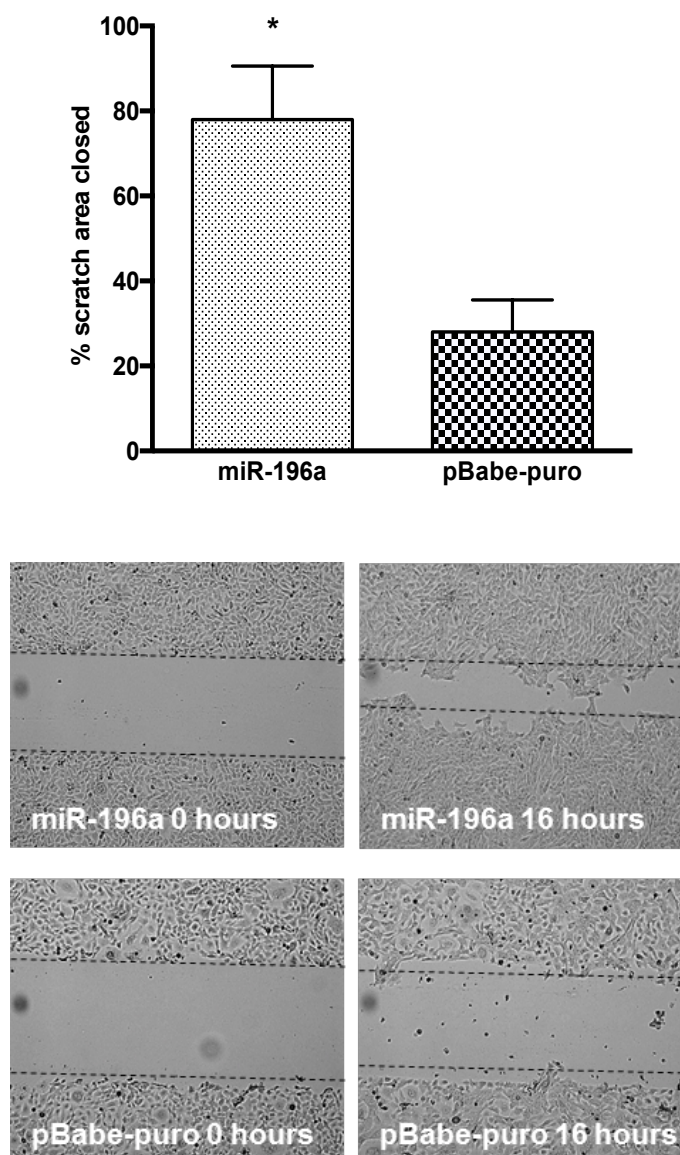 *
100
80
60
40
20
0
% scratch area closed
miR-196a pBabe-puro
miR-196a 0 hours miR-196a 16 hours
pBabe-puro 0 hours pBabe-puro 16 hours